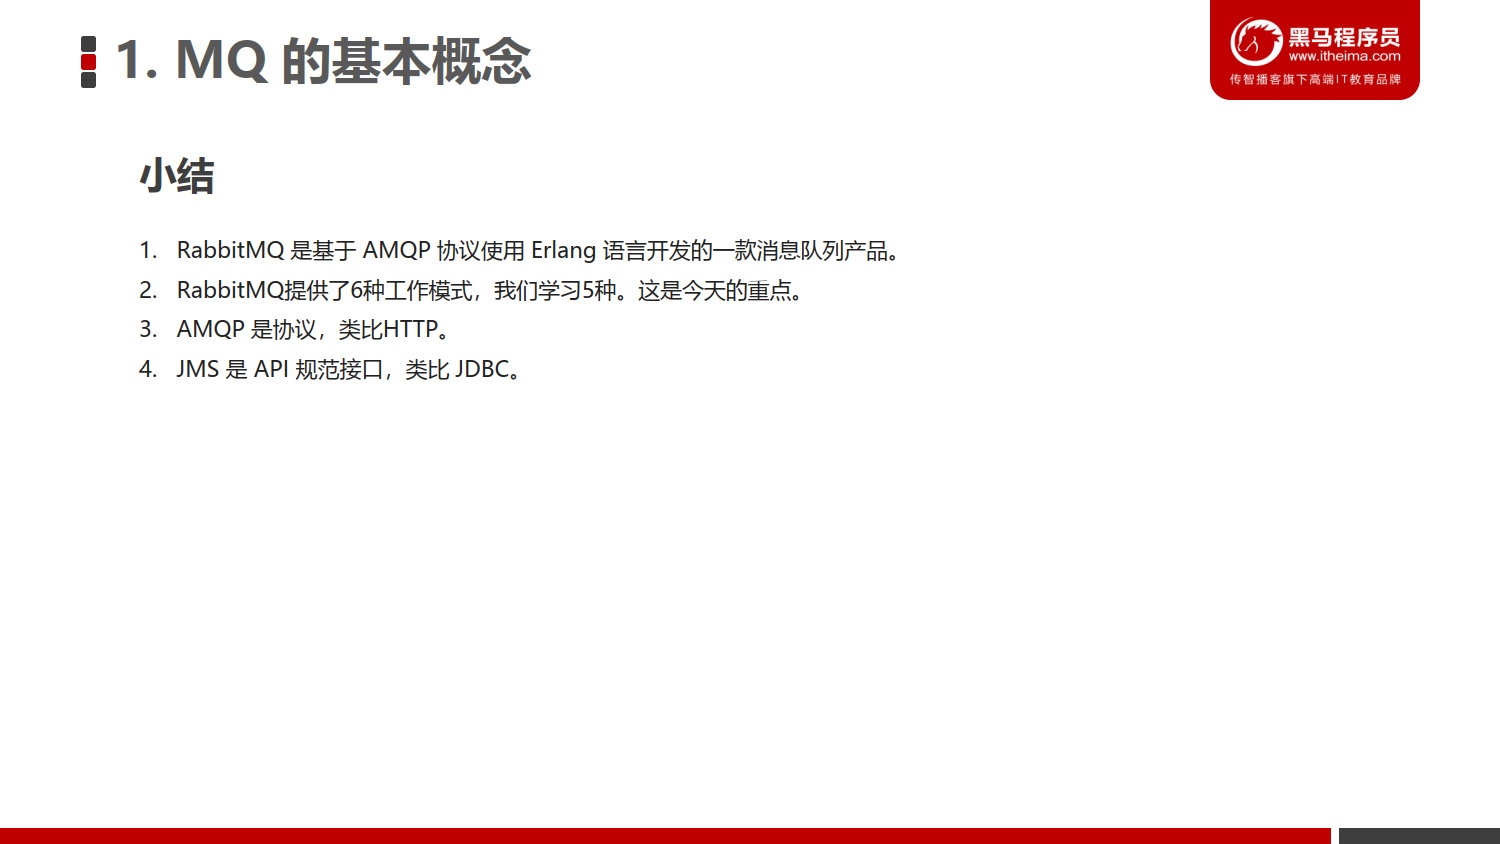 1. MQ 的基本概念
黑马程序员
www.itheima.com
传智播客旗下高端IT教育品牌
小结
1. RabbitMQ 是基于 AMQP 协议使用 Erlang 语言开发的一款消息队列产品。
2. RabbitMQ提供了6种工作模式，我们学习5种。这是今天的重点。
3. AMQP 是协议，类比HTTP。
4. JMS 是 API 规范接口，类比 JDBC。